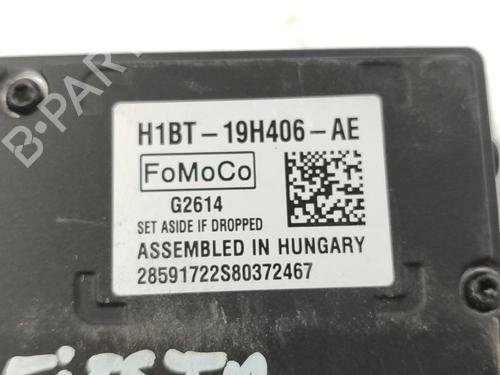 H1BT-19H406-AE
FoMoCo
G2614
SET ASIDE IF DROPPED
ASSEMBLED IN HUNGARY
28591722S80372467